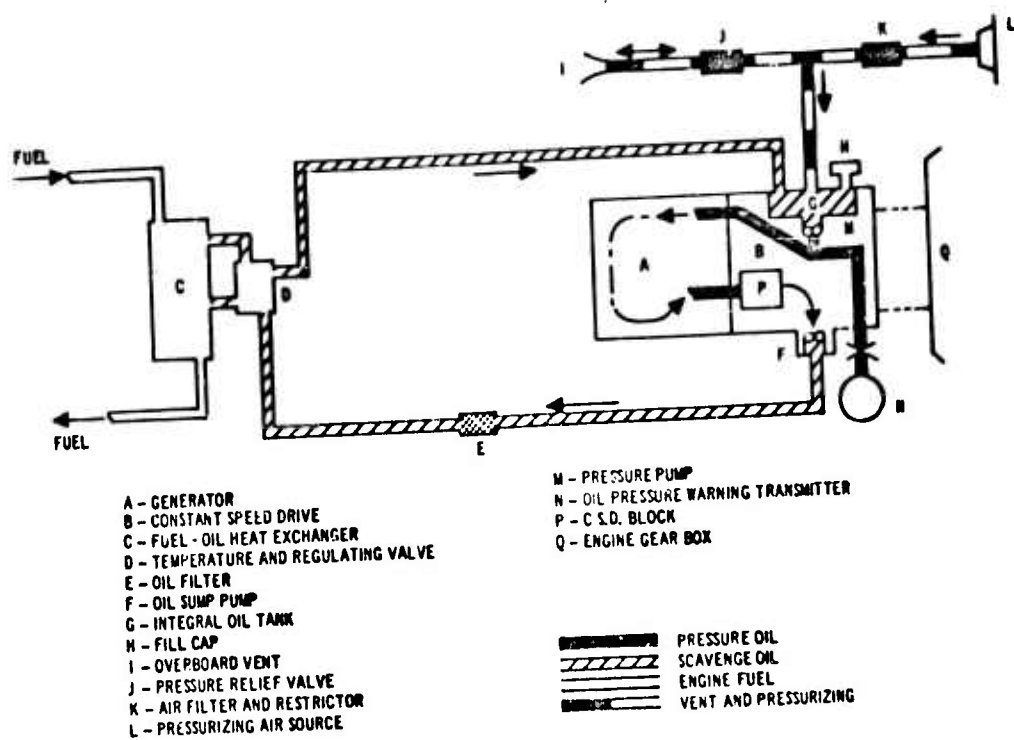 L
J
K
I
FUEL
H
G
M
B
Q
A
C
D
P
F
FUEL
N
E
A – GENERATOR
B – CONSTANT SPEED DRIVE
C – FUEL - OIL HEAT EXCHANGER
D – TEMPERATURE AND REGULATING VALVE
E – OIL FILTER
F – OIL SUMP PUMP
G – INTEGRAL OIL TANK
H – FILL CAP
I – OVERBOARD VENT
J – PRESSURE RELIEF VALVE
K – AIR FILTER AND RESTRICTOR
L – PRESSURIZING AIR SOURCE
M – PRESSURE PUMP
N – OIL PRESSURE WARNING TRANSMITTER
P – C S.D. BLOCK
Q – ENGINE GEAR BOX
PRESSURE OIL
SCAVENGE OIL
ENGINE FUEL
VENT AND PRESSURIZING